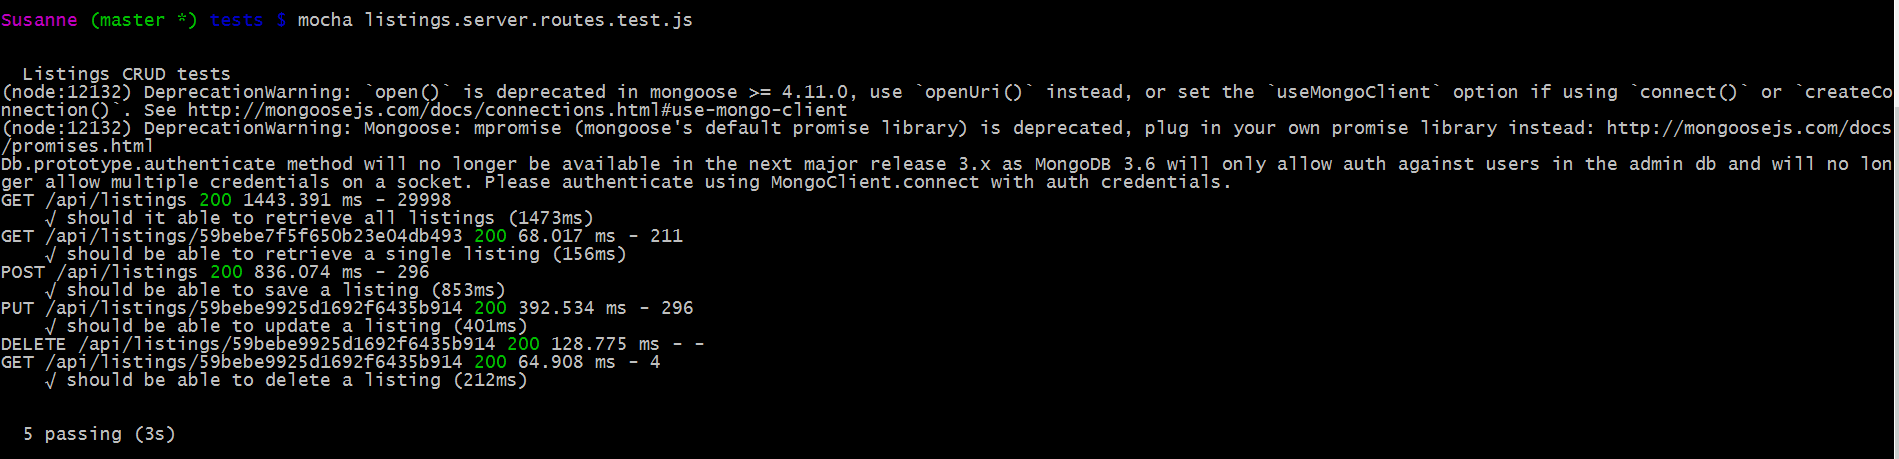 Susanne (master *) tests $ mocha listings.server.routes.test.js
Listings CRUD tests
(node:12132) DeprecationWarning: `open()` is deprecated in mongoose >= 4.11.0, use `openUri()` instead, or set the `useMongoClient` option if using `connect()` or `createCo
nnection()`. See http://mongoosejs.com/docs/connections.html#use-mongo-client
(node:12132) DeprecationWarning: Mongoose: mpromise (mongoose's default promise library) is deprecated, plug in your own promise library instead: http://mongoosejs.com/docs
/promises.html
Db.prototype.authenticate method will no longer be available in the next major release 3.x as MongoDB 3.6 will only allow auth against users in the admin db and will no lon
ger allow multiple credentials on a socket. Please authenticate using MongoClient.connect with auth credentials.
GET /api/listings 200 1443.391 ms - 29998
√ should it able to retrieve all listings (1473ms)
GET /api/listings/59bebe7f5f650b23e04db493 200 68.017 ms - 211
√ should be able to retrieve a single listing (156ms)
POST /api/listings 200 836.074 ms - 296
√ should be able to save a listing (853ms)
PUT /api/listings/59bebe9925d1692f6435b914 200 392.534 ms - 296
√ should be able to update a listing (401ms)
DELETE /api/listings/59bebe9925d1692f6435b914 200 128.775 ms - -
GET /api/listings/59bebe9925d1692f6435b914 200 64.908 ms - 4
√ should be able to delete a listing (212ms)
5 passing (3s)